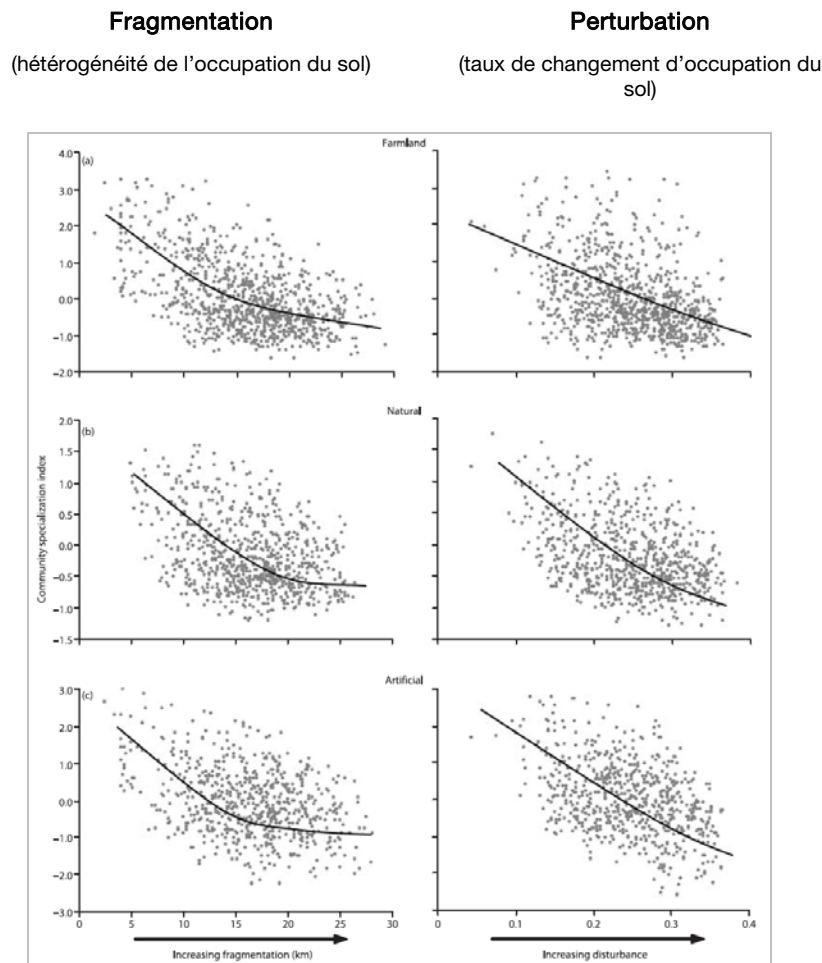 Fragmentation
Perturbation
(hétérogénéité de l'occupation du sol)
(taux de changement d'occupation du
sol)
Farmland
(a)
4.0
3.0
2.0
1.0
0.0
−1.0
−2.0
Natural
(b)
2.0
1.5
1.0
0.5
0.0
−0.5
−1.0
−1.5
Community specialization index
Artificial
(c)
3.0
2.0
1.0
0.0
−1.0
−2.0
−3.0
0 5 10 15 20 25 30
0 0.1 0.2 0.3 0.4
Increasing fragmentation (km)
Increasing disturbance